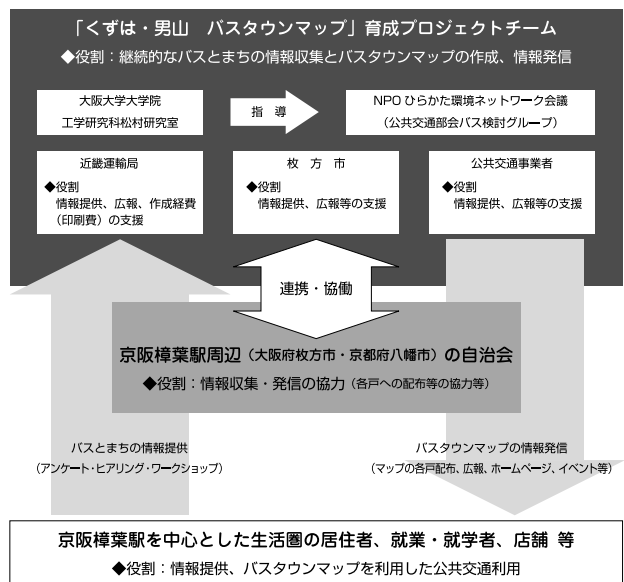 「くずは・男山　バスタウンマップ」育成プロジェクトチーム
◆役割：継続的なバスとまちの情報収集とバスタウンマップの作成、情報発信
大阪大学大学院
工学研究科松村研究室
指　導
NPOひらかた環境ネットワーク会議
（公共交通部会バス検討グループ）
近畿運輸局
◆役割
情報提供、広報、作成経費
（印刷費）の支援
枚　方　市
◆役割
情報提供、広報等の支援
公共交通事業者
◆役割
情報提供、広報等の支援
連携・協働
京阪樟葉駅周辺（大阪府枚方市・京都府八幡市）の自治会
◆役割：情報収集・発信の協力（各戸への配布等の協力等）
バスとまちの情報提供
（アンケート・ヒアリング・ワークショップ）
バスタウンマップの情報発信
（マップの各戸配布、広報、ホームページ、イベント等）
京阪樟葉駅を中心とした生活圏の居住者、就業・就学者、店舗 等
◆役割：情報提供、バスタウンマップを利用した公共交通利用